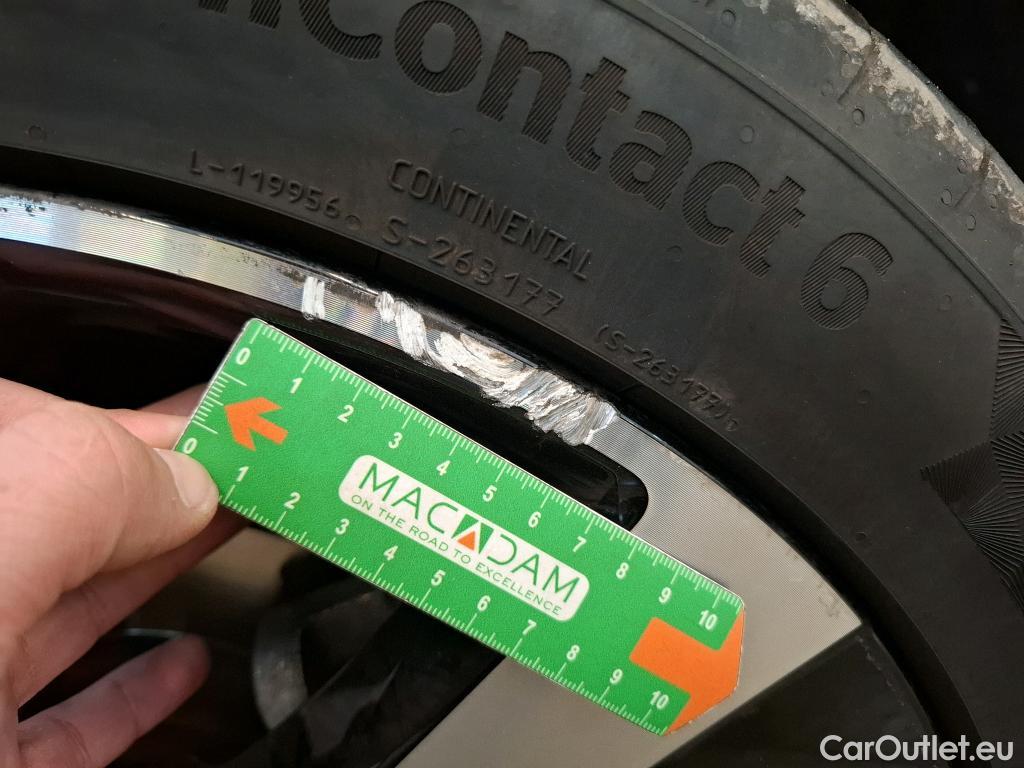 Contact 6
CONTINENTAL
L-119956
S-263177
(S-263177)
0 1 2 3 4 5 6 7 8 9 10
MACADAM
ON THE ROAD TO EXCELLENCE
0 1 2 3 4 5 6 7 8 9 10
CarOutlet.eu